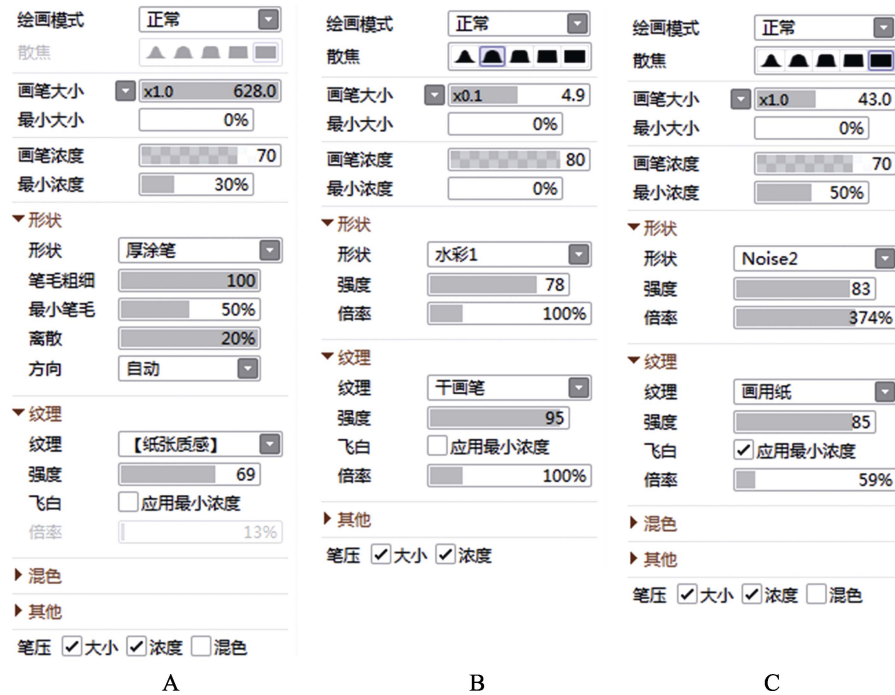 绘画模式 正常
散焦
画笔大小 x1.0 628.0
最小大小 0%
画笔浓度 70
最小浓度 30%
形状
形状 厚涂笔
笔毛粗细 100
最小笔毛 50%
离散 20%
方向 自动
纹理
纹理 【纸张质感】
强度 69
飞白 应用最小浓度
倍率 13%
混色
其他
笔压 大小 浓度 混色
A
绘画模式 正常
散焦
画笔大小 x0.1 4.9
最小大小 0%
画笔浓度 80
最小浓度 0%
形状
形状 水彩1
强度 78
倍率 100%
纹理
纹理 干画笔
强度 95
飞白 应用最小浓度
倍率 100%
其他
笔压 大小 浓度
B
绘画模式 正常
散焦
画笔大小 x1.0 43.0
最小大小 0%
画笔浓度 70
最小浓度 50%
形状
形状 Noise2
强度 83
倍率 374%
纹理
纹理 画用纸
强度 85
飞白 应用最小浓度
倍率 59%
混色
其他
笔压 大小 浓度 混色
C